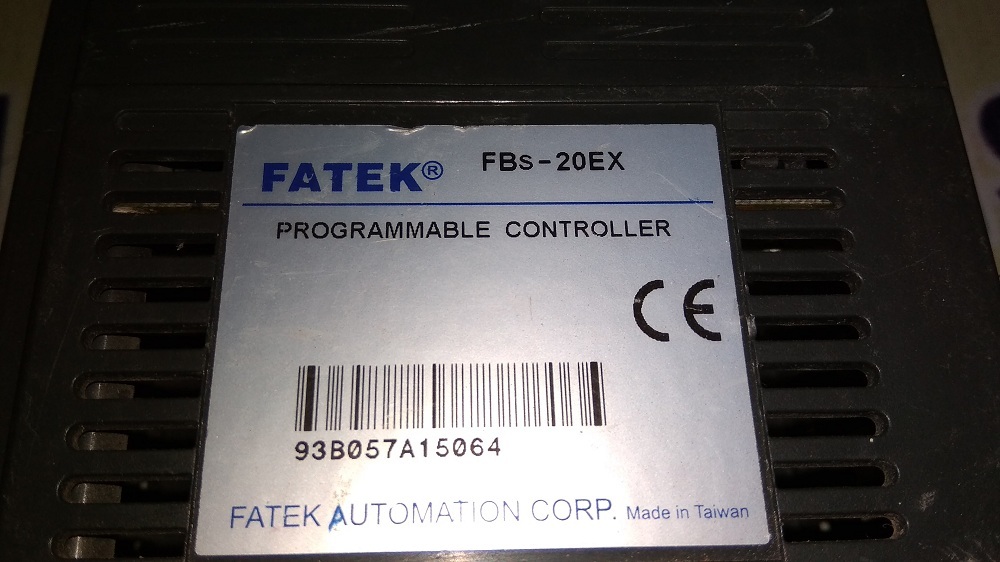 FATEK® FBs-20EX
PROGRAMMABLE CONTROLLER
CE
93B057A15064
FATEK AUTOMATION CORP. Made in Taiwan